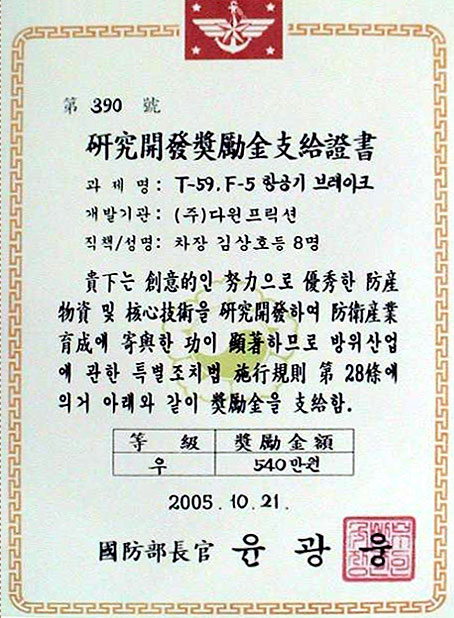 第 390 號
硏究開發奬勵金支給證書
과 제 명 : T-59. F-5 항공기 브레이크
개발기관 : (주)다윈프릭션
직책/성명: 차장 김상호등 8명
貴下는 創意的인 努力으로 優秀한 防産
物資 및 核心技術을 硏究開發하여 防衛産業
育成에 寄與한 功이 顯著하므로 방위산업
에 관한 특별조치법 施行規則 第 28條에
의거 아래와 같이 奬勵金을 支給함.
等 級 奬勵金額
우 540만원
2005. 10. 21.
國防部長官 윤 광 웅